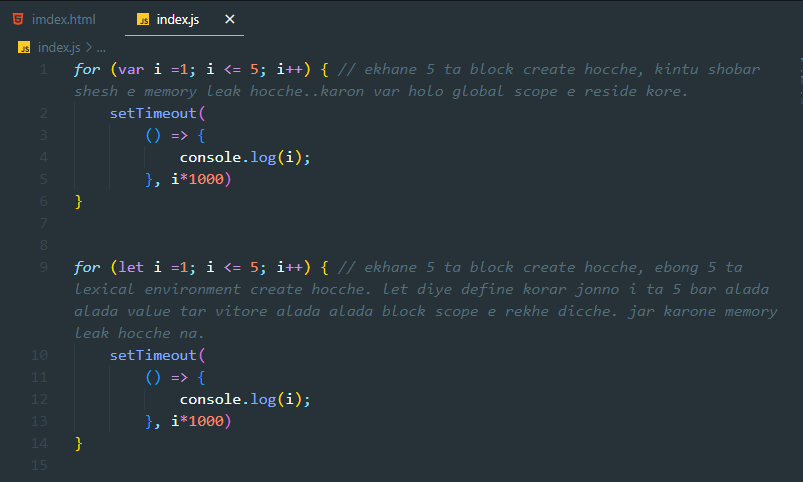 imdex.html
index.js
index.js > ...
1 for (var i =1; i <= 5; i++) { // ekhane 5 ta block create hocche, kintu shobar
shesh e memory leak hocche..karon var holo global scope e reside kore.
2 setTimeout(
3 () => {
4 console.log(i);
5 }, i*1000)
6 }
7
8
9 for (let i =1; i <= 5; i++) { // ekhane 5 ta block create hocche, ebong 5 ta
lexical environment create hocche. let diye define korar jonno i ta 5 bar alada
alada value tar vitore alada alada block scope e rekhe dicche. jar karone memory
leak hocche na.
10 setTimeout(
11 () => {
12 console.log(i);
13 }, i*1000)
14 }
15